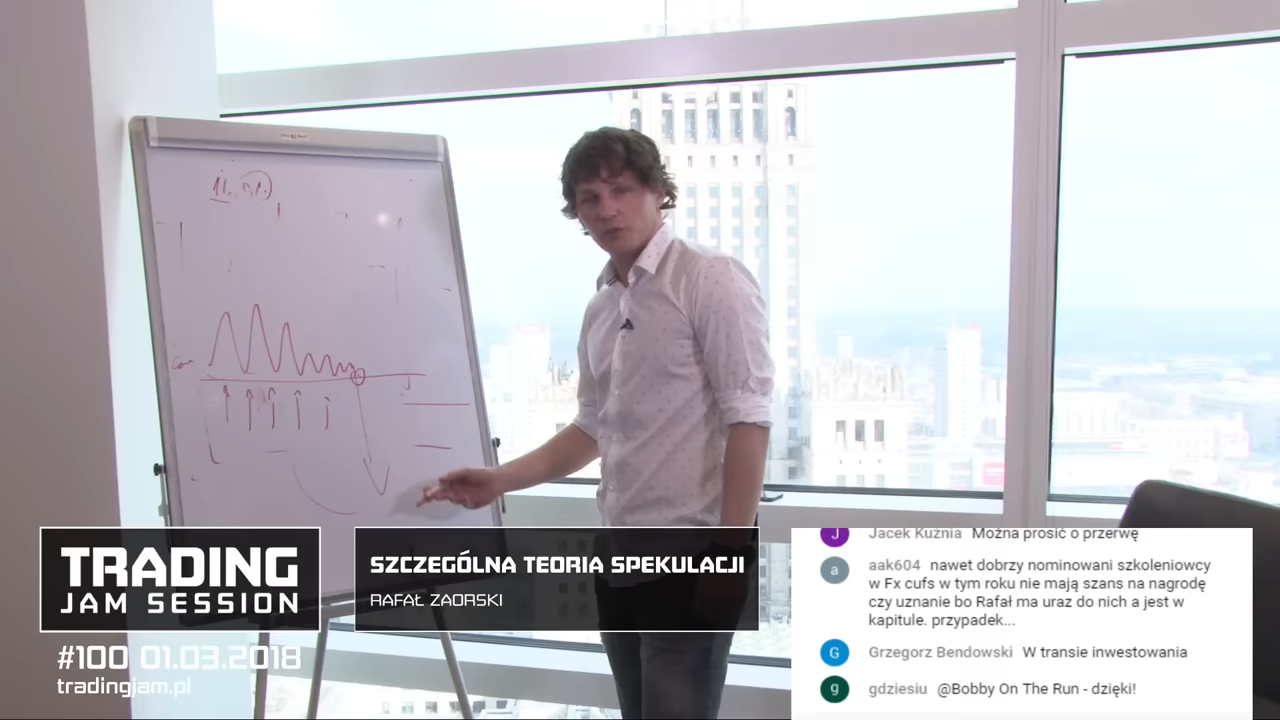 TRADING
JAM SESSION
#100 01.03.2018
tradingjam.pl
SZCZEGÓLNA TEORIA SPEKULACJI
RAFAŁ ZAORSKI
J Jacek Kuźnia Można prosić o przerwę
a aak604 nawet dobrzy nominowani szkoleniowcy
w Fx cufs w tym roku nie mają szans na nagrodę
czy uznanie bo Rafał ma uraz do nich a jest w
kapitule. przypadek...
G Grzegorz Bendowski W transie inwestowania
g gdziesiu @Bobby On The Run - dzięki!